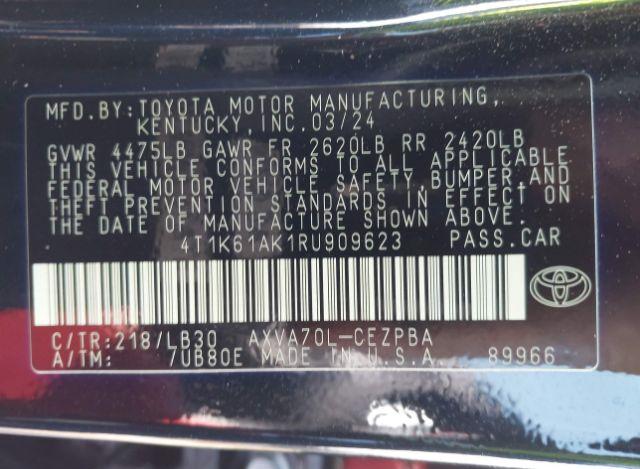 MFD.BY:TOYOTA MOTOR MANUFACTURING,
KENTUCKY,INC.03/24
GVWR 4475LB GAWR FR 2620LB RR 2420LB
THIS VEHICLE CONFORMS TO ALL APPLICABLE
FEDERAL MOTOR VEHICLE SAFETY,BUMPER,AND
THEFT PREVENTION STANDARDS IN EFFECT ON
THE DATE OF MANUFACTURE SHOWN ABOVE.
4T1K61AK1RU909623 PASS.CAR
C/TR:218/LB30 AXVA70L-CEZPBA
A/TM: 7UB80E MADE IN U.S.A. 89966